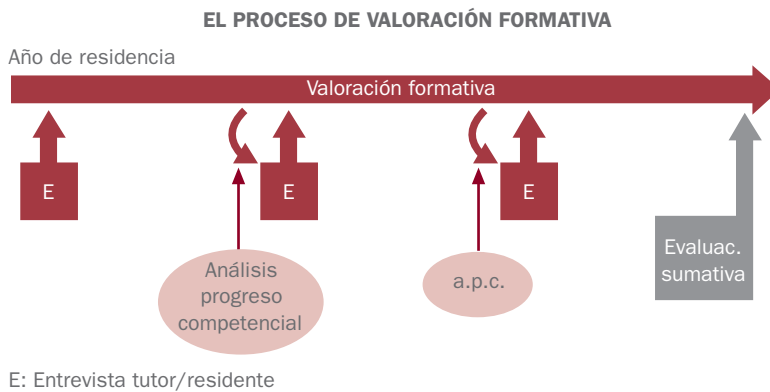 EL PROCESO DE VALORACIÓN FORMATIVA
Año de residencia
Valoración formativa
E
E
E
Análisis
progreso
competencial
a.p.c.
Evaluac.
sumativa
E: Entrevista tutor/residente